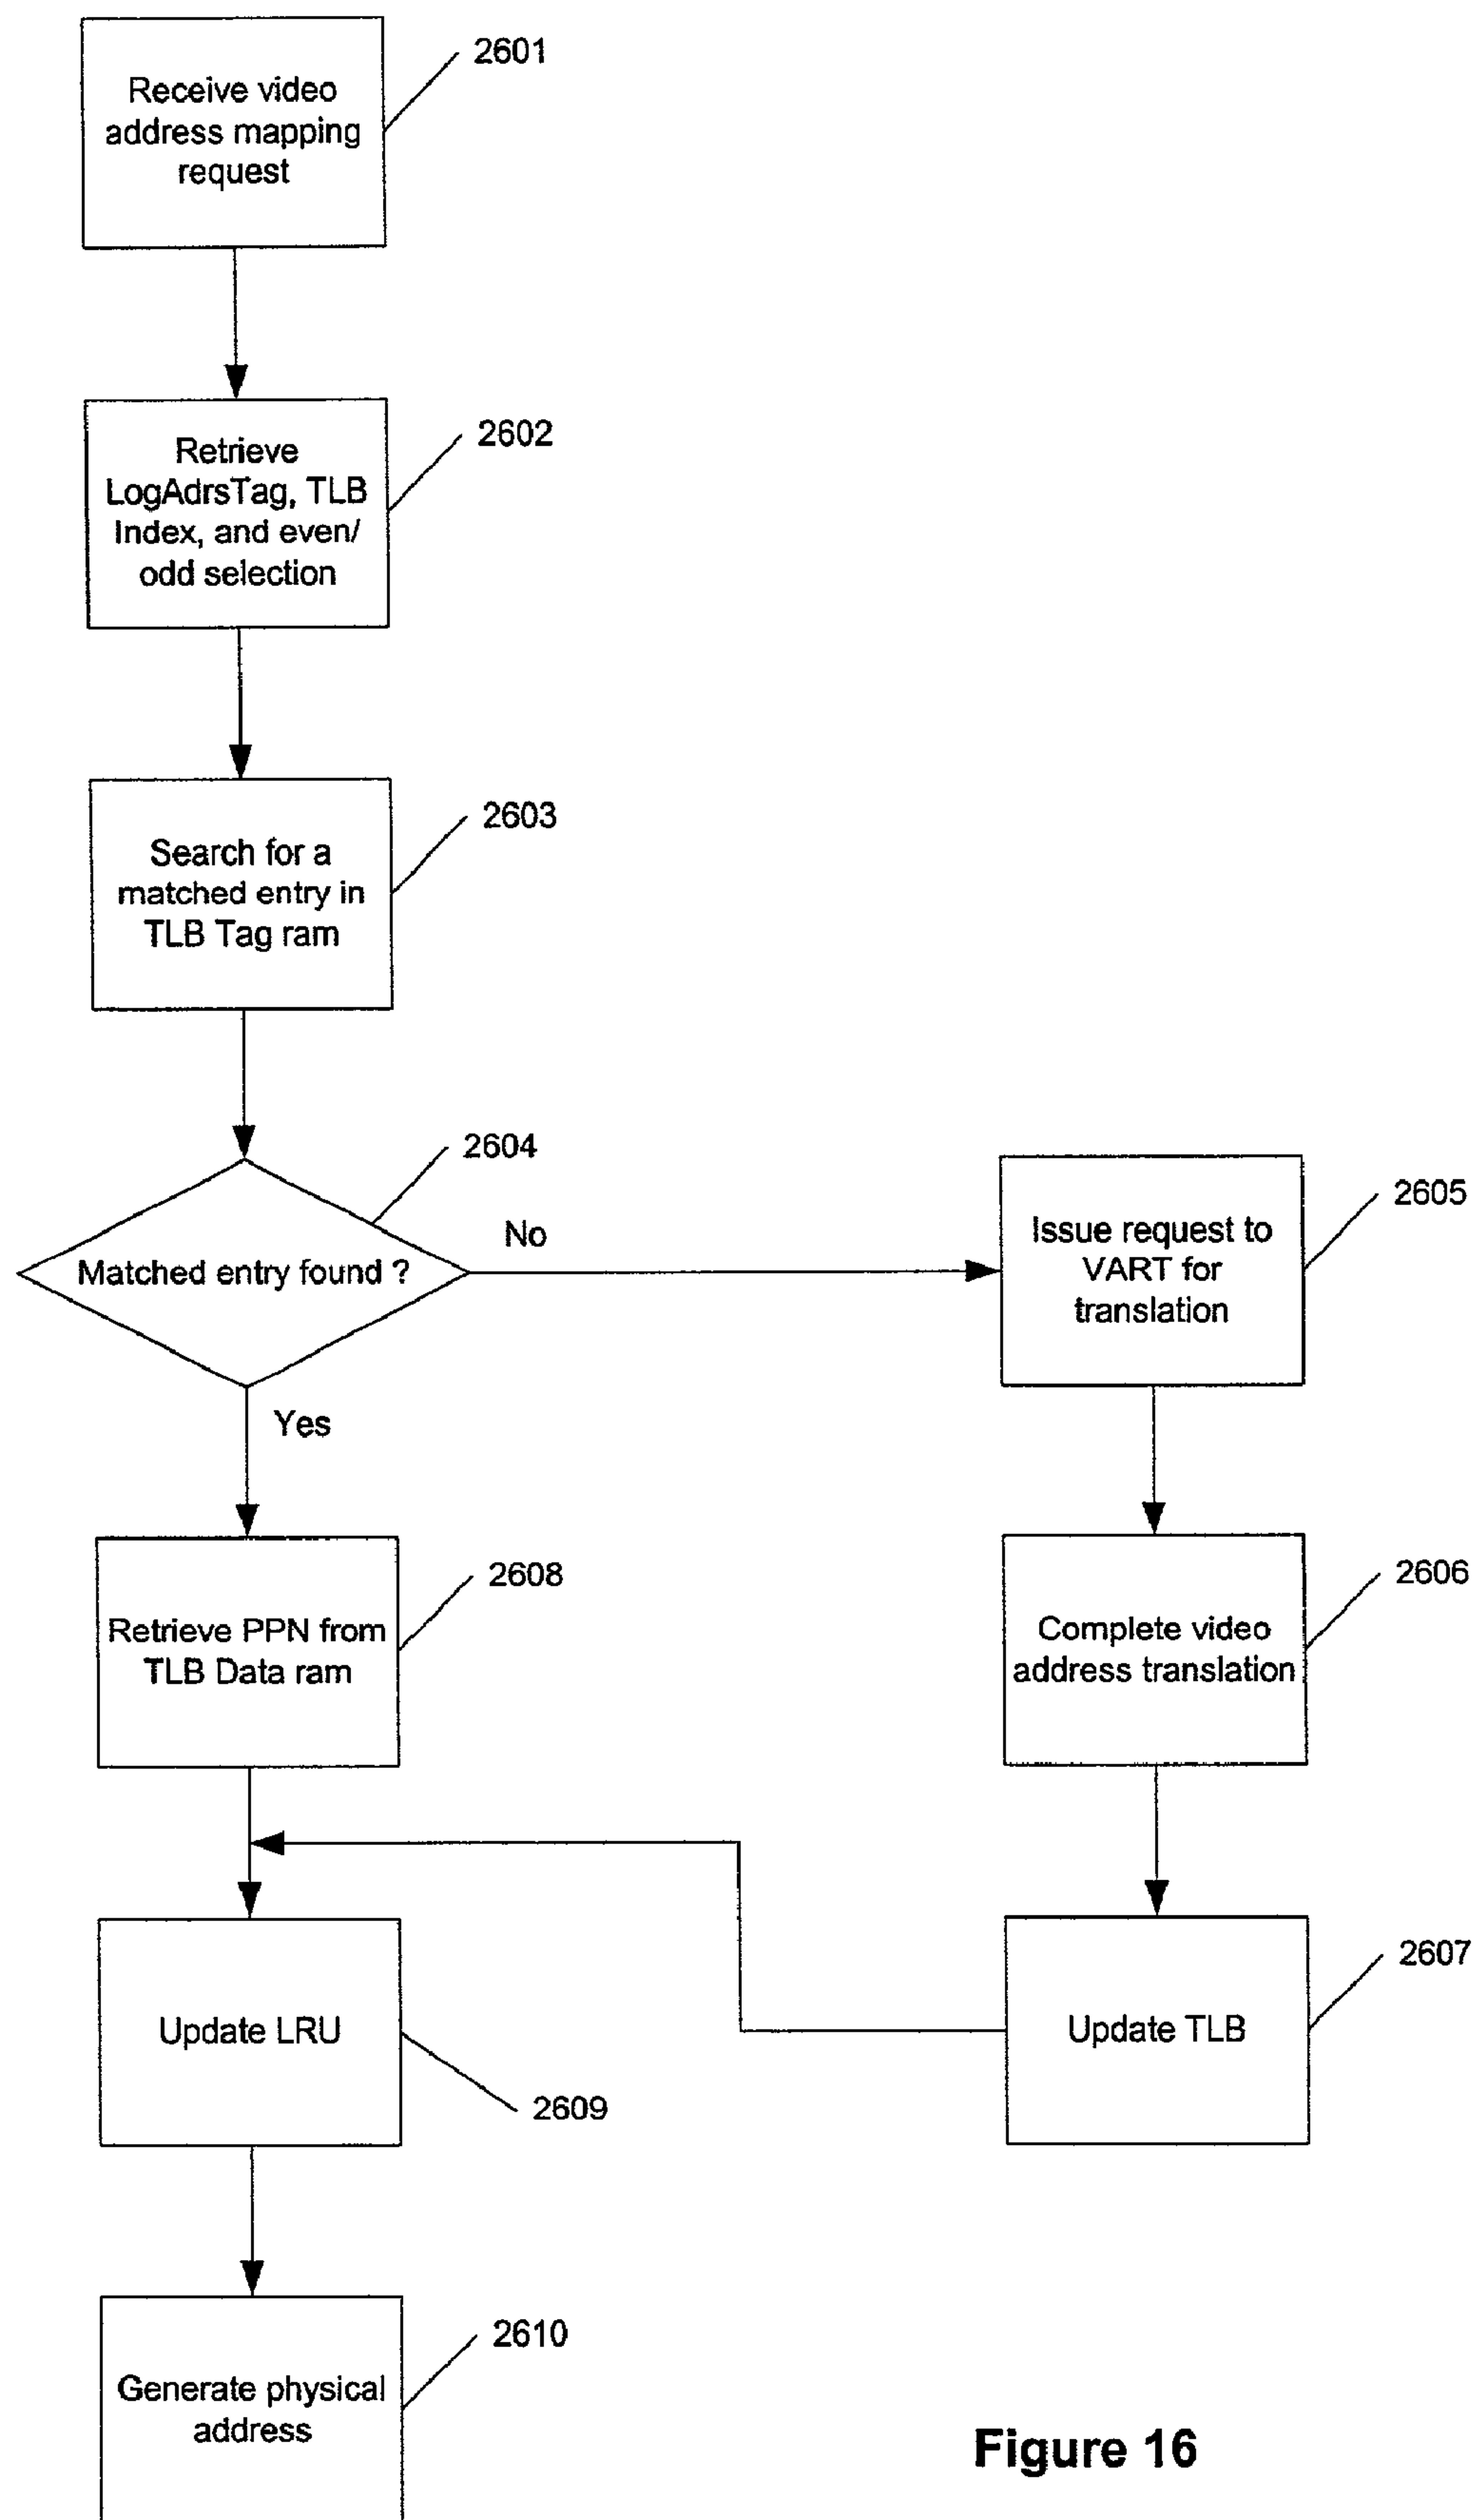 2601
Receive video
address mapping
request
2602
Retrieve
LogAdrsTag, TLB
Index, and even/
odd selection
2603
Search for a
matched entry in
TLB Tag ram
2604
Matched entry found ?
No
Yes
2605
Issue request to
VART for
translation
2608
Retrieve PPN from
TLB Data ram
2606
Complete video
address translation
2609
Update LRU
2607
Update TLB
2610
Generate physical
address
Figure 16